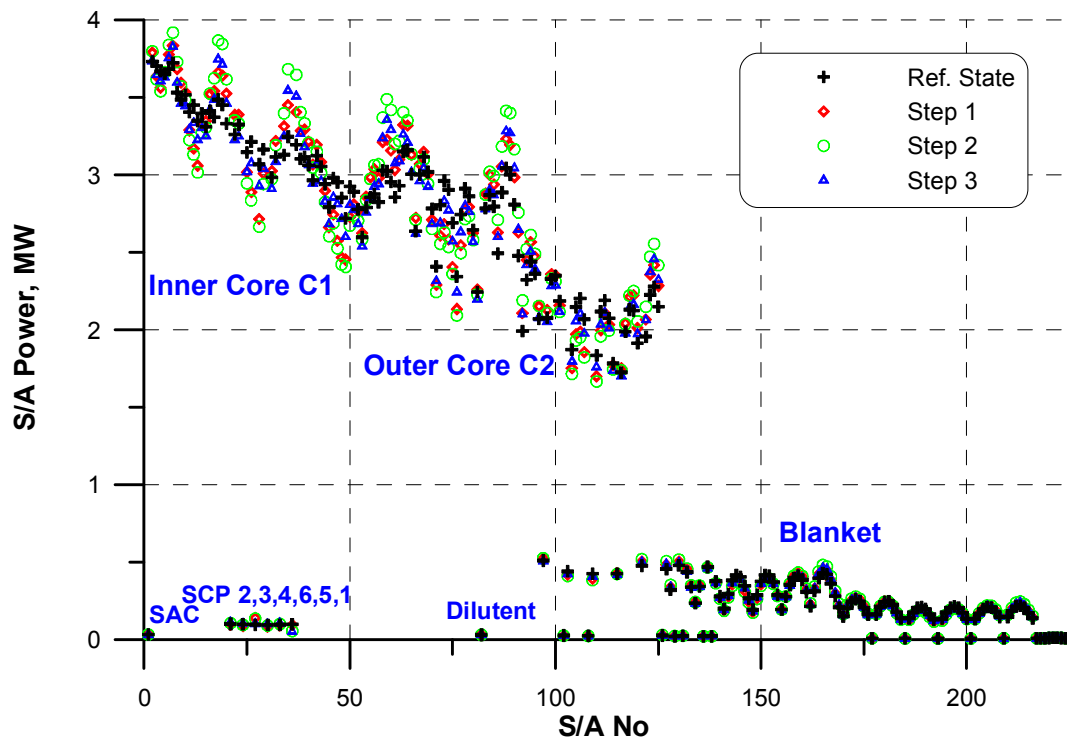 4
3
2
1
0
S/A Power, MW
Ref. State
Step 1
Step 2
Step 3
Inner Core C1
Outer Core C2
Blanket
SCP 2,3,4,6,5,1
SAC
Dilutent
0
50
100
150
200
S/A No